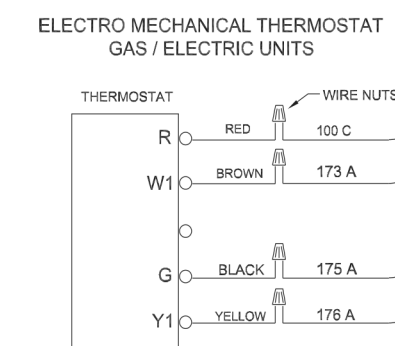 ELECTRO MECHANICAL THERMOSTAT
GAS / ELECTRIC UNITS
THERMOSTAT
WIRE NUTS
R RED 100 C
W1 BROWN 173 A
G BLACK 175 A
Y1 YELLOW 176 A